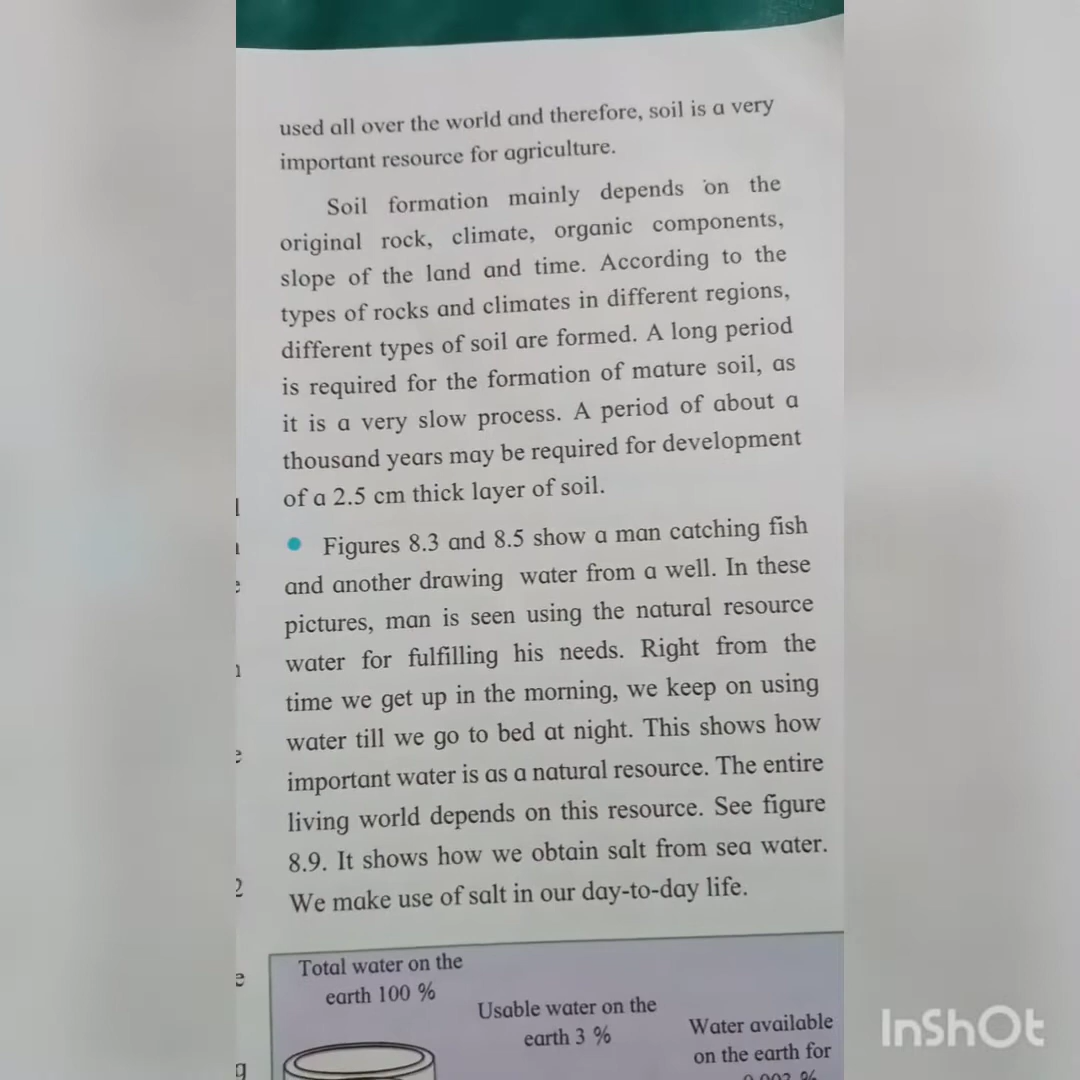 used all over the world and therefore, soil is a very
important resource for agriculture.
Soil formation mainly depends on the
original rock, climate, organic components,
slope of the land and time. According to the
types of rocks and climates in different regions,
different types of soil are formed. A long period
is required for the formation of mature soil, as
it is a very slow process. A period of about a
thousand years may be required for development
of a 2.5 cm thick layer of soil.
• Figures 8.3 and 8.5 show a man catching fish
and another drawing water from a well. In these
pictures, man is seen using the natural resource
water for fulfilling his needs. Right from the
time we get up in the morning, we keep on using
water till we go to bed at night. This shows how
important water is as a natural resource. The entire
living world depends on this resource. See figure
8.9. It shows how we obtain salt from sea water.
We make use of salt in our day-to-day life.
Total water on the
earth 100 %
Usable water on the
earth 3 %
Water available
on the earth for
InShOt